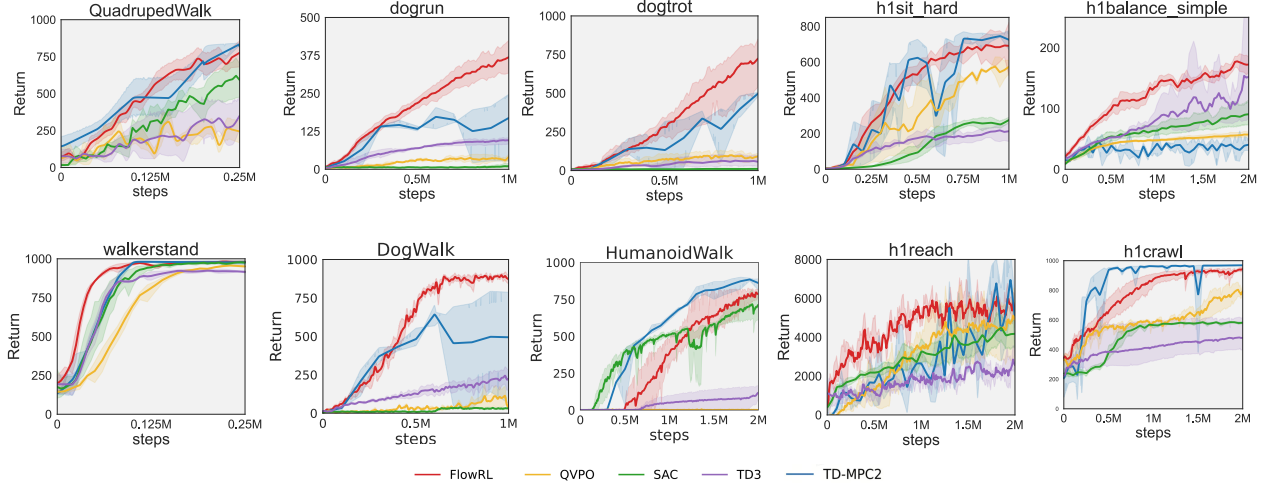 QuadrupedWalk
1000
750
500
250
0
Return
0
0.125M
0.25M
steps
dogrun
500
375
250
125
0
Return
0.5M
1M
steps
dogtrot
1000
750
500
250
0
Return
0.5M
1M
steps
h1sit_hard
800
600
400
200
0
Return
0.25M
0.5M
0.75M
1M
steps
h1balance_simple
200
100
0
Return
0
0.5M
1M
1.5M
2M
steps
walkerstand
1000
750
500
250
0
Return
0
0.125M
0.25M
steps
DogWalk
1000
750
500
250
0
Return
0.5M
1M
steps
HumanoidWalk
1000
750
500
250
0
Return
0.5M
1M
1.5M
2M
steps
h1reach
8000
6000
4000
2000
0
Return
0.5M
1M
1.5M
2M
steps
h1crawl
1000
800
600
400
200
0
Return
0
0.5M
1M
1.5M
2M
steps
FlowRL QVPO SAC TD3 TD-MPC2